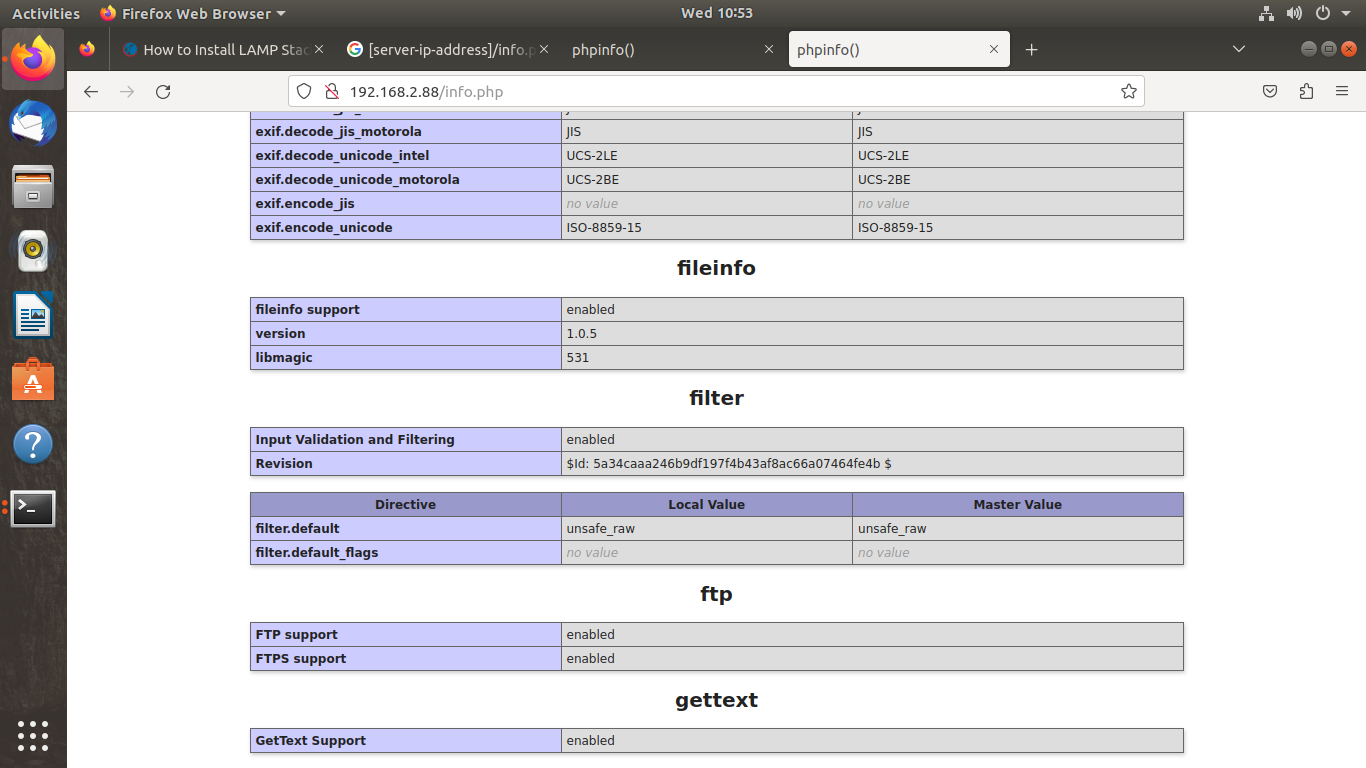 Activities Firefox Web Browser Wed 10:53
How to Install LAMP Stac [server-ip-address]/info.p phpinfo() phpinfo()
192.168.2.88/info.php
exif.decode_jis_motorola JIS JIS
exif.decode_unicode_intel UCS-2LE UCS-2LE
exif.decode_unicode_motorola UCS-2BE UCS-2BE
exif.encode_jis no value no value
exif.encode_unicode ISO-8859-15 ISO-8859-15
fileinfo
fileinfo support enabled
version 1.0.5
libmagic 531
filter
Input Validation and Filtering enabled
Revision $Id: 5a34caaa246b9df197f4b43af8ac66a07464fe4b $
Directive Local Value Master Value
filter.default unsafe_raw unsafe_raw
filter.default_flags no value no value
ftp
FTP support enabled
FTPS support enabled
gettext
GetText Support enabled